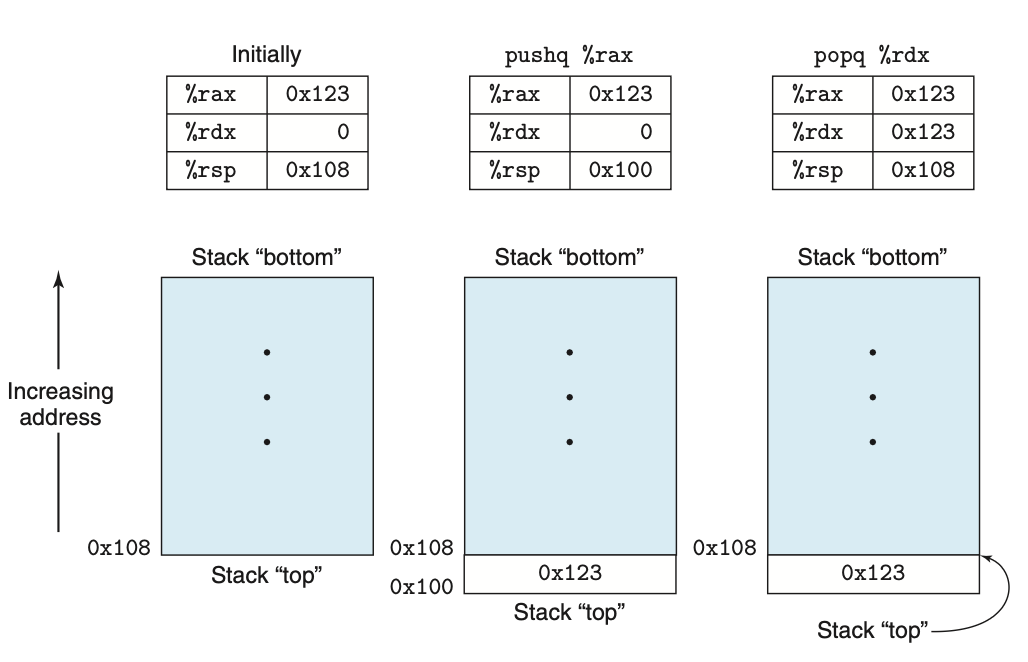 Initially
%rax 0x123
%rdx 0
%rsp 0x108
pushq %rax
%rax 0x123
%rdx 0
%rsp 0x100
popq %rdx
%rax 0x123
%rdx 0x123
%rsp 0x108
Increasing
address
Stack “bottom”
0x108
Stack “top”
Stack “bottom”
0x108
0x123
0x100
Stack “top”
Stack “bottom”
0x108
0x123
Stack “top”